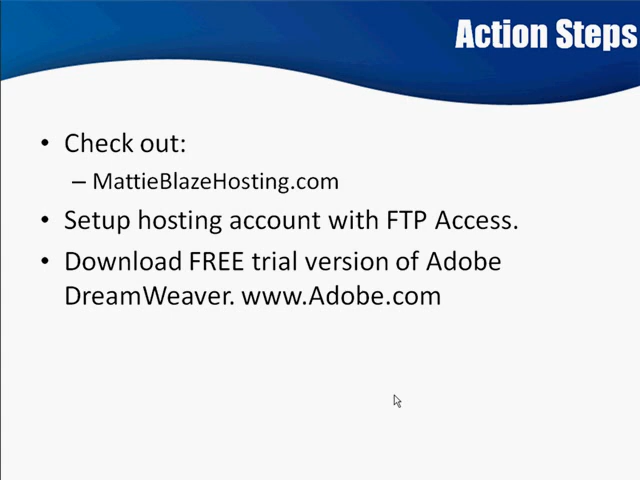 Action Steps
• Check out:
– MattieBlazeHosting.com
• Setup hosting account with FTP Access.
• Download FREE trial version of Adobe
DreamWeaver. www.Adobe.com